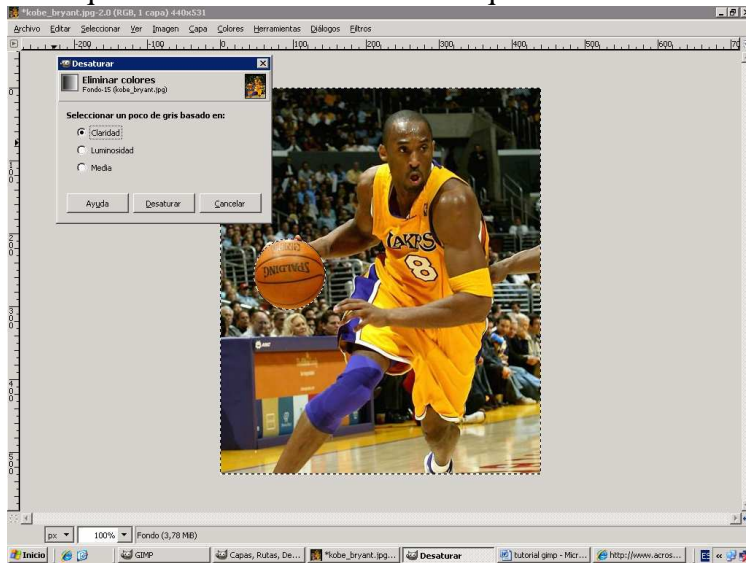 *kobe_bryant.jpg-2.0 (RGB, 1 capa) 440x531
Archivo Editar Seleccionar Ver Imagen Capa Colores Herramientas Diálogos Filtros
-200 -100 0 100 200 300 400 500 600
Desaturar
Eliminar colores
Fondo-15 (kobe_bryant.jpg)
Seleccionar un poco de gris basado en:
Claridad
Luminosidad
Media
Ayuda Desaturar Cancelar
LAKERS
8
SPALDING
px 100% Fondo (3,78 MiB)
Inicio GIMP Capas, Rutas, De... *kobe_bryant.jpg... Desaturar tutorial gimp - Micr... http://www.acros... ES